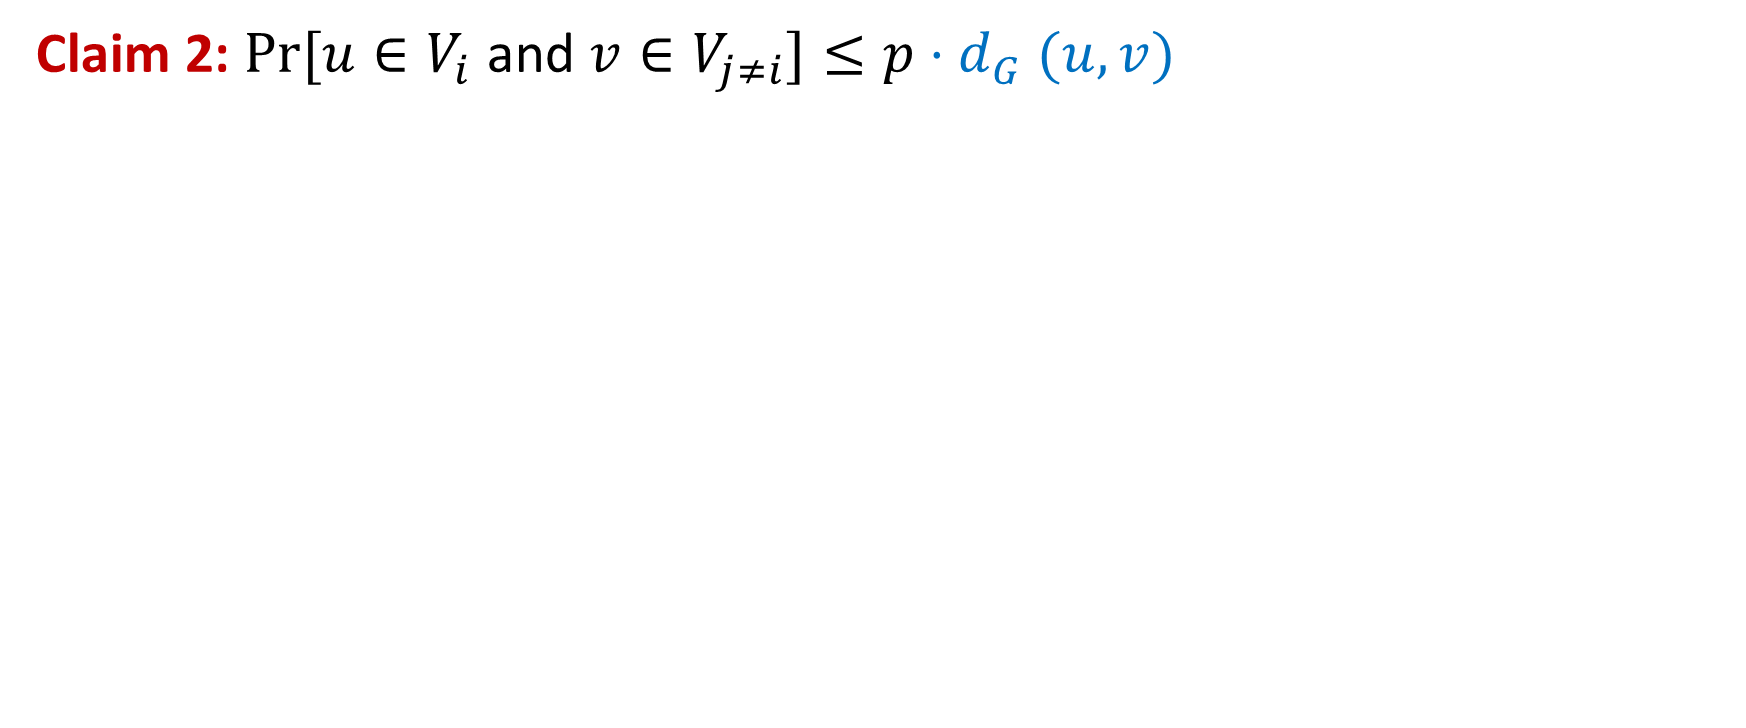 Claim 2: Pr[u ∈ V_i and v ∈ V_{j≠i}] ≤ p · d_G (u, v)